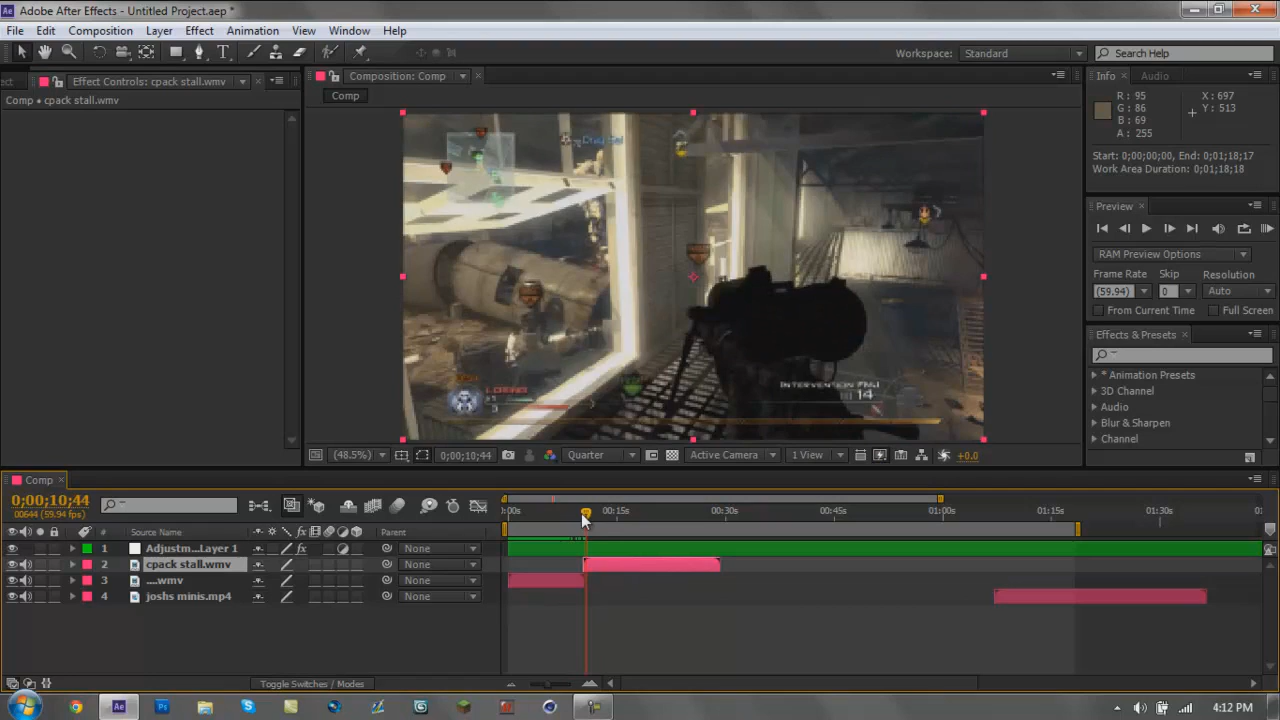 Adobe After Effects - Untitled Project.aep *
File Edit Composition Layer Effect Animation View Window Help
Workspace: Standard Search Help
Effect Controls: cpack stall.wmv
Composition: Comp
Info Audio
Comp • cpack stall.wmv
Comp
R : 95
G : 86
B : 69
A : 255
X : 697
Y : 513
Start: 0;00;00;00, End: 0;01;18;17
Work Area Duration: 0;01;18;18
Preview
RAM Preview Options
Frame Rate Skip Resolution
(59.94) 0 Auto
From Current Time Full Screen
Effects & Presets
* Animation Presets
3D Channel
Audio
Blur & Sharpen
Channel
INTERVENTION FMJ
14
(48.5%) 0;00;10;44 Quarter Active Camera 1 View +0.0
Comp
0;00;10;44
00644 (59.94 fps)
:00s 00:15s 00:30s 00:45s 01:00s 01:15s 01:30s
# Source Name Parent
1 Adjustm...Layer 1 None
2 cpack stall.wmv None
3 ....wmv None
4 joshs minis.mp4 None
Toggle Switches / Modes
4:12 PM